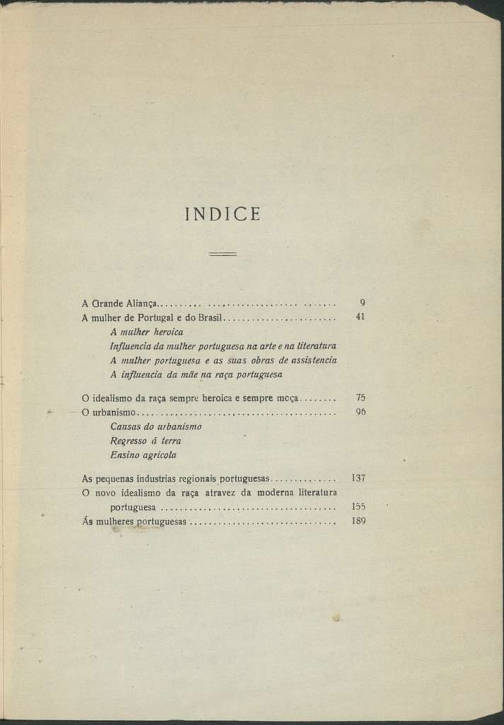 INDICE
A Grande Aliança.......... ........................ ....... 9
A mulher de Portugal e do Brasil........................ 41
A mulher heroica
Influencia da mulher portuguesa na arte e na literatura
A mulher portuguesa e as suas obras de assistencia
A influencia da mãe na raça portuguesa
O idealismo da raça sempre heroica e sempre moça........ 75
O urbanismo.......................................... 96
Causas do urbanismo
Regresso á terra
Ensino agricola
As pequenas industrias regionais portuguesas.............. 137
O novo idealismo da raça atravez da moderna literatura
portuguesa ..................................... 155
Ás mulheres portuguesas ............................... 189